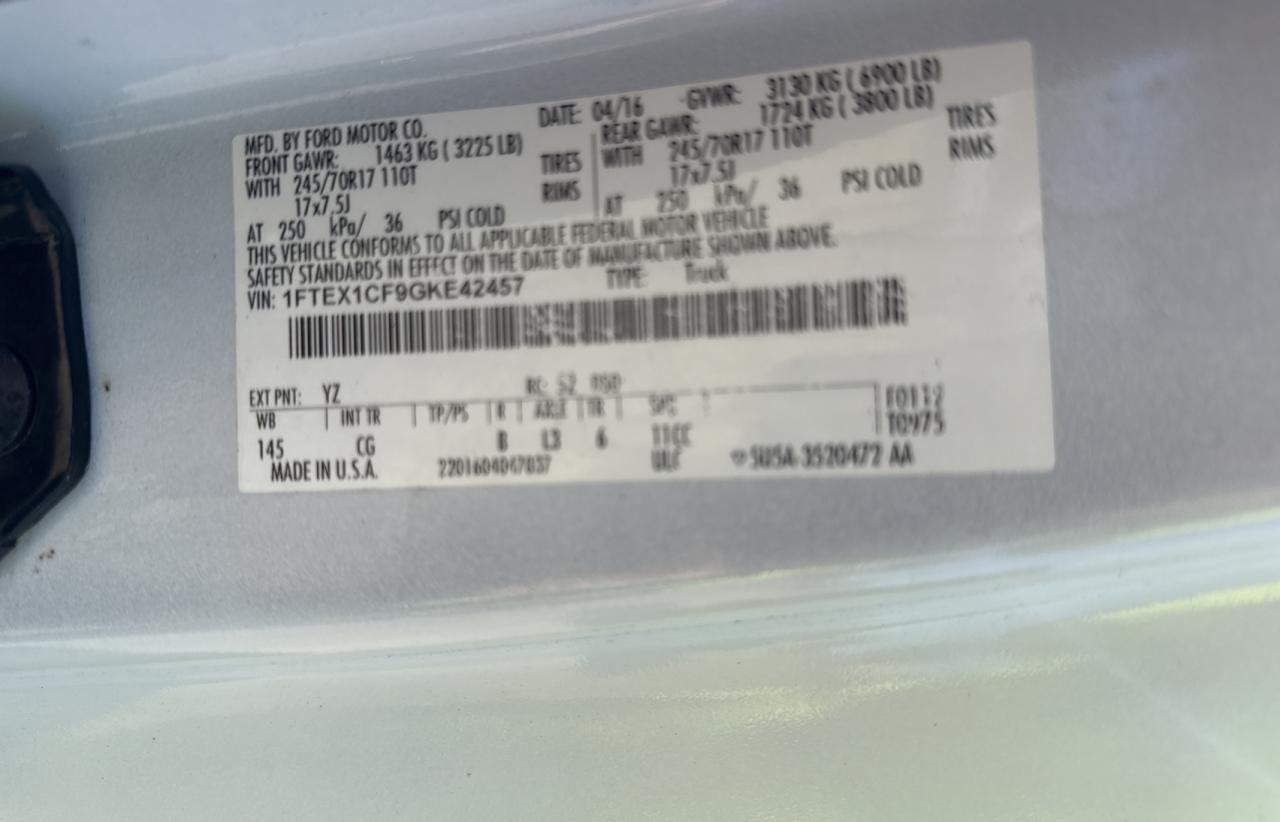 MFD. BY FORD MOTOR CO. DATE: 04/16 GVWR: 3130 KG ( 6900 LB)
FRONT GAWR: 1463 KG ( 3225 LB) REAR GAWR: 1724 KG ( 3800 LB)
WITH 245/70R17 110T TIRES WITH 245/70R17 110T TIRES
17x7.5J RIMS 17x7.5J RIMS
AT 250 kPa/ 36 PSI COLD AT 250 kPa/ 36 PSI COLD
THIS VEHICLE CONFORMS TO ALL APPLICABLE FEDERAL MOTOR VEHICLE
SAFETY STANDARDS IN EFFECT ON THE DATE OF MANUFACTURE SHOWN ABOVE.
VIN: 1FTEX1CF9GKE42457 TYPE: Truck
EXT PNT: YZ RC: 52
WB INT TR TP/PS R AXLE TR
145 CG B L3 6
T0975
MADE IN U.S.A.